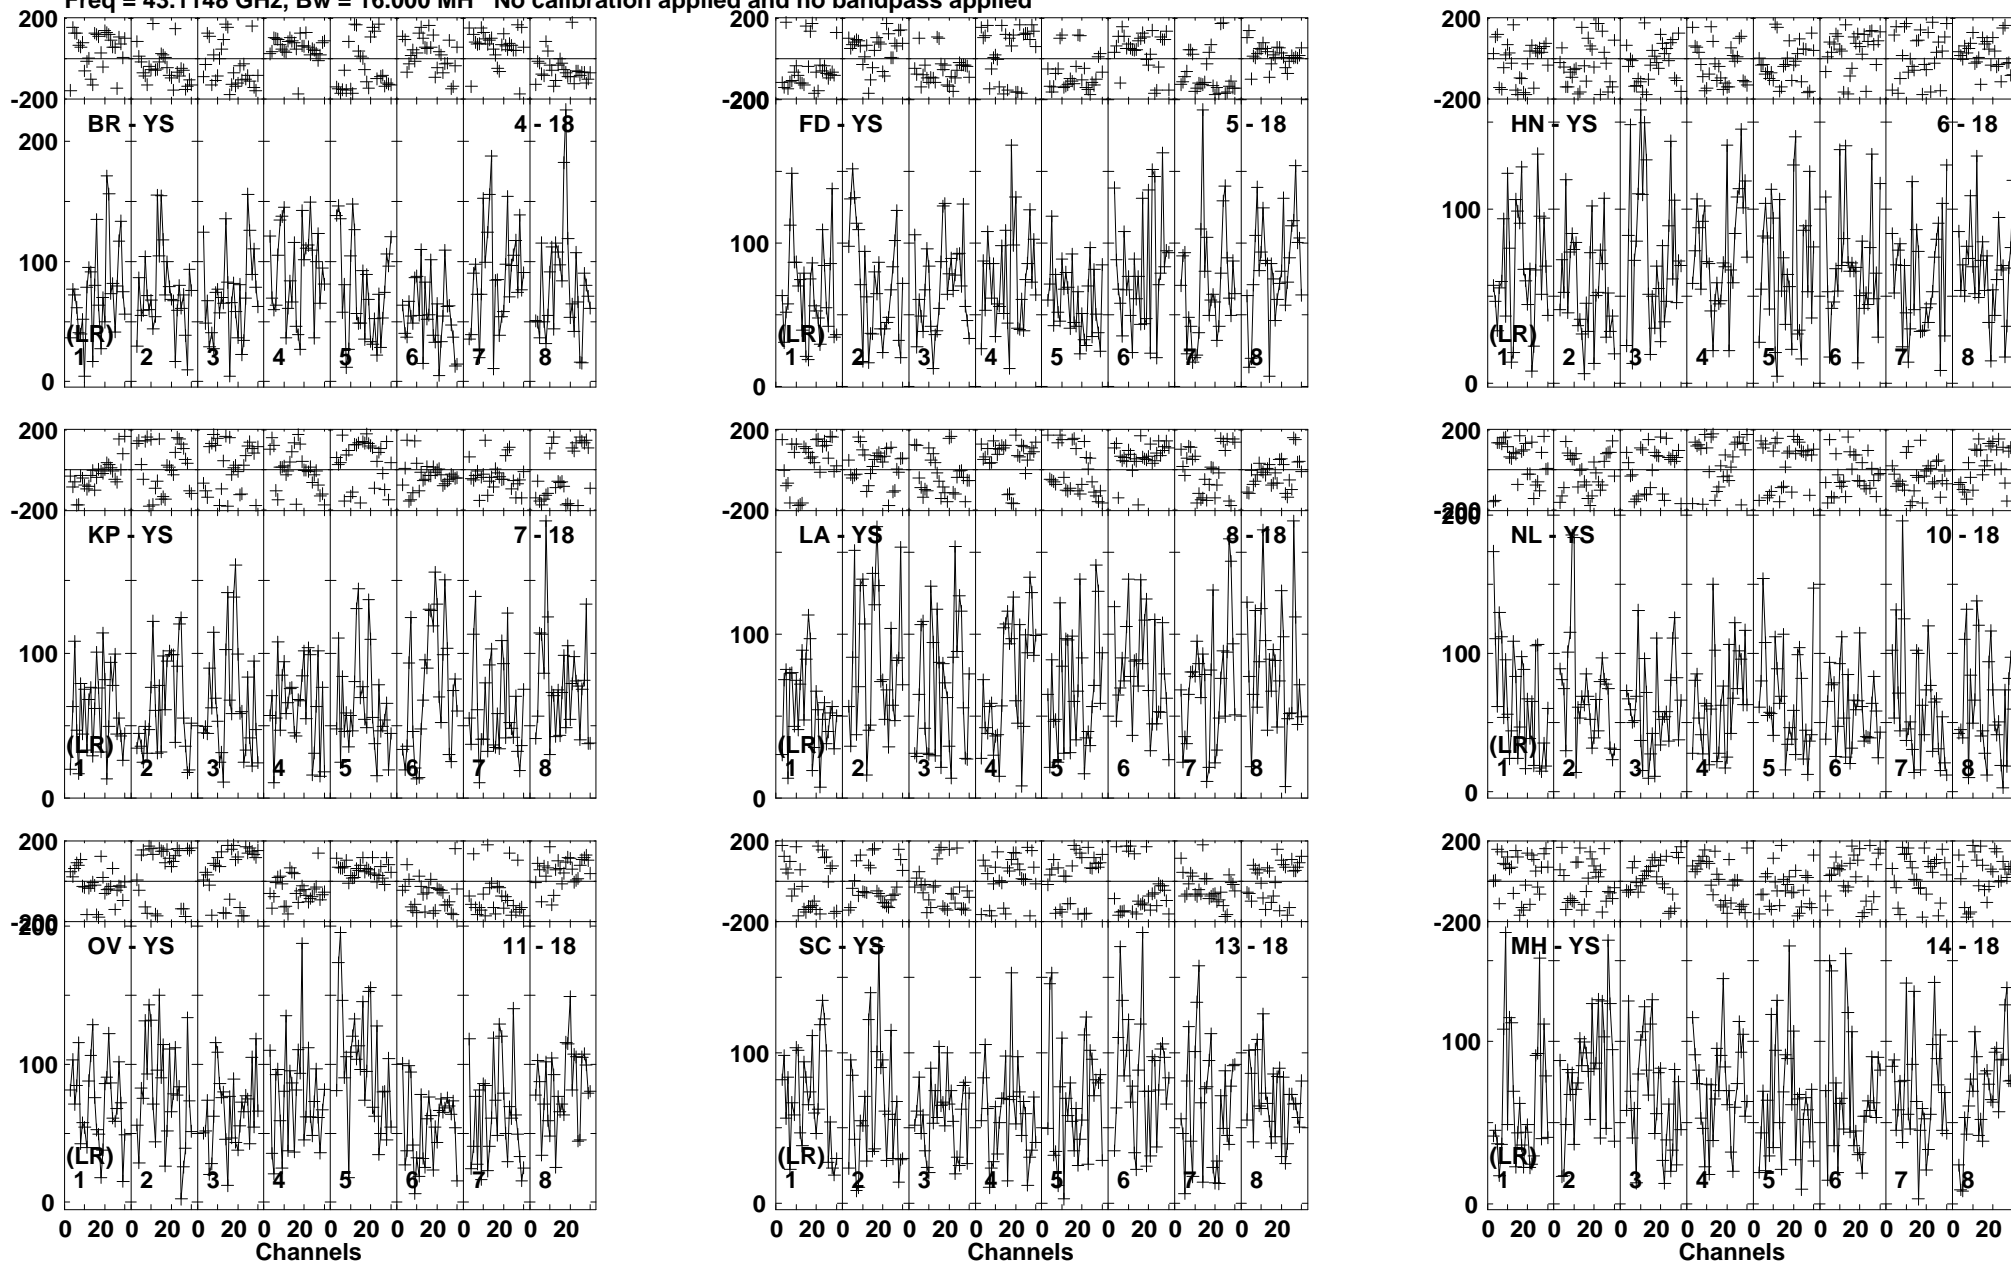 Freq = 43.1148 GHz, Bw = 16.000 MH No calibration applied and no bandpass applied
200 200 200
-200 -200 -200
BR - YS 4 - 18 FD - YS 5 - 18 HN - YS 6 - 18
200
100 100 100
(LR) (LR) (LR)
1 2 3 4 5 6 7 8 1 2 3 4 5 6 7 8 1 2 3 4 5 6 7 8
0 0 0
200 200 200
-200 -200 -200
200
KP - YS 7 - 18 LA - YS 8 - 18 NL - YS 10 - 18
100 100 100
(LR) (LR) (LR)
1 2 3 4 5 6 7 8 1 2 3 4 5 6 7 8 1 2 3 4 5 6 7 8
0 0 0
200 200 200
-200 -200 -200
200
OV - YS 11 - 18 SC - YS 13 - 18 MH - YS 14 - 18
100 100 100
(LR) (LR) (LR)
1 2 3 4 5 6 7 8 1 2 3 4 5 6 7 8 1 2 3 4 5 6 7 8
0 0 0
0 20 0 20 0 20 0 20 0 20 0 20 0 20 0 20 0 20 0 20 0 20 0 20 0 20 0 20 0 20 0 20 0 20 0 20 0 20 0 20 0 20 0 20 0 20 0 20
Channels Channels Channels